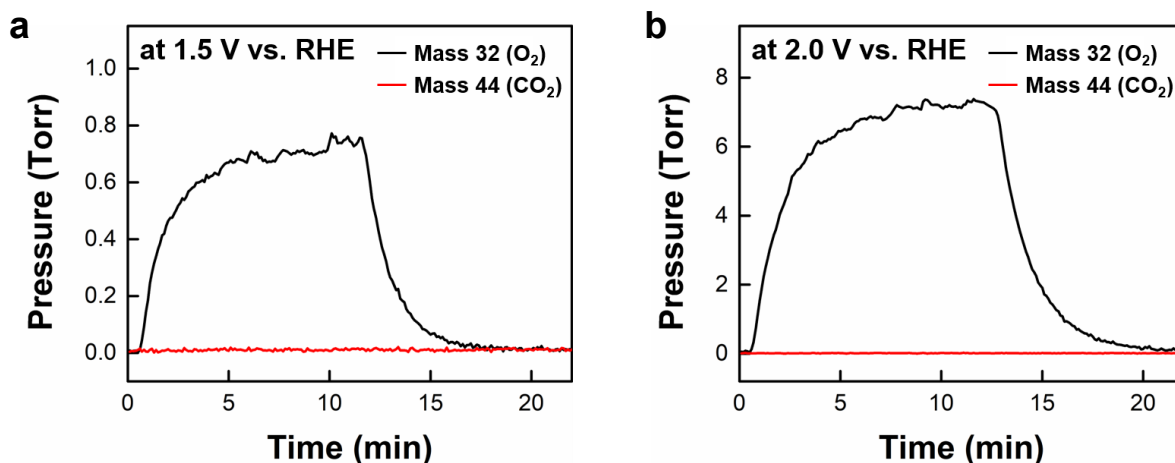 a
at 1.5 V vs. RHE
Mass 32 (O₂)
Mass 44 (CO₂)
Pressure (Torr)
1.0
0.8
0.6
0.4
0.2
0.0
0 5 10 15 20
Time (min)
b
at 2.0 V vs. RHE
Mass 32 (O₂)
Mass 44 (CO₂)
Pressure (Torr)
8
6
4
2
0
0 5 10 15 20
Time (min)